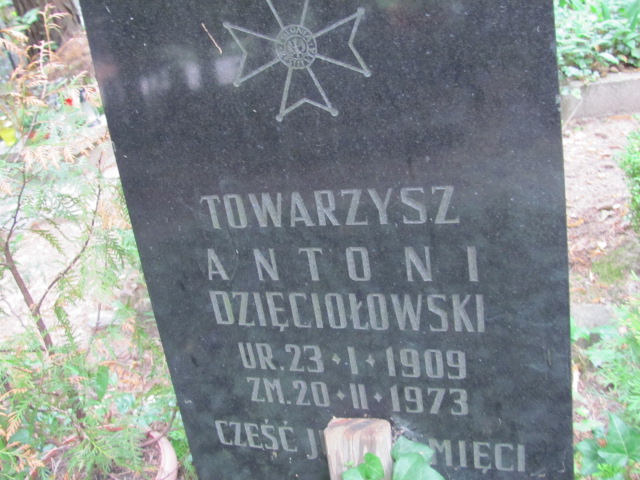 TOWARZYSZ
ANTONI
DZIĘCIOŁOWSKI
UR. 23·I·1909
ZM. 20·II·1973
CZEŚĆ